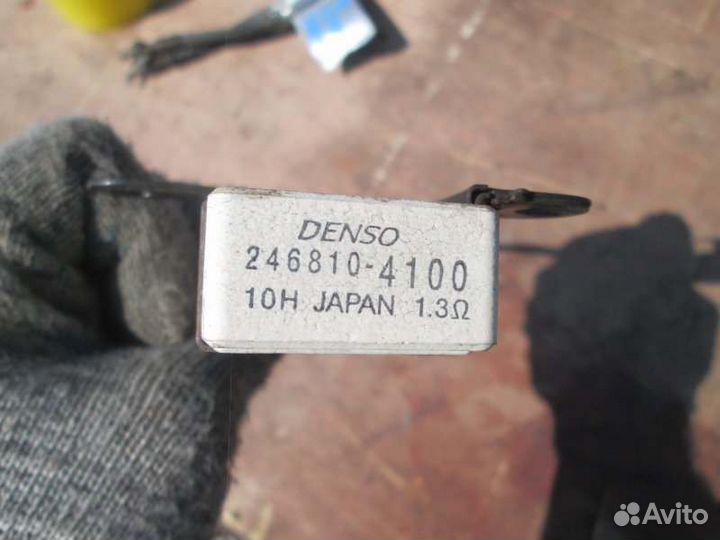 DENSO
246810-4100
10H JAPAN 1.3Ω
Avito